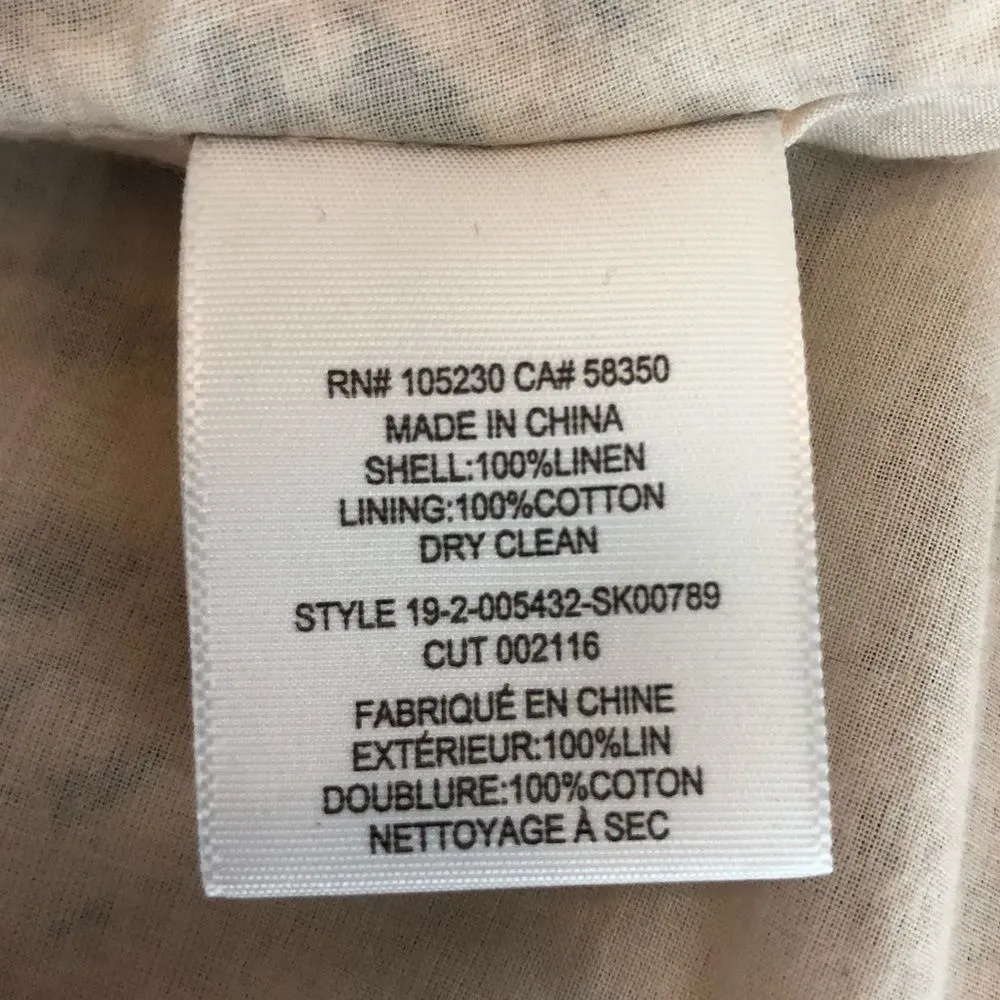 RN# 105230 CA# 58350
MADE IN CHINA
SHELL:100%LINEN
LINING:100%COTTON
DRY CLEAN
STYLE 19-2-005432-SK00789
CUT 002116
FABRIQUÉ EN CHINE
EXTÉRIEUR:100%LIN
DOUBLURE:100%COTON
NETTOYAGE À SEC